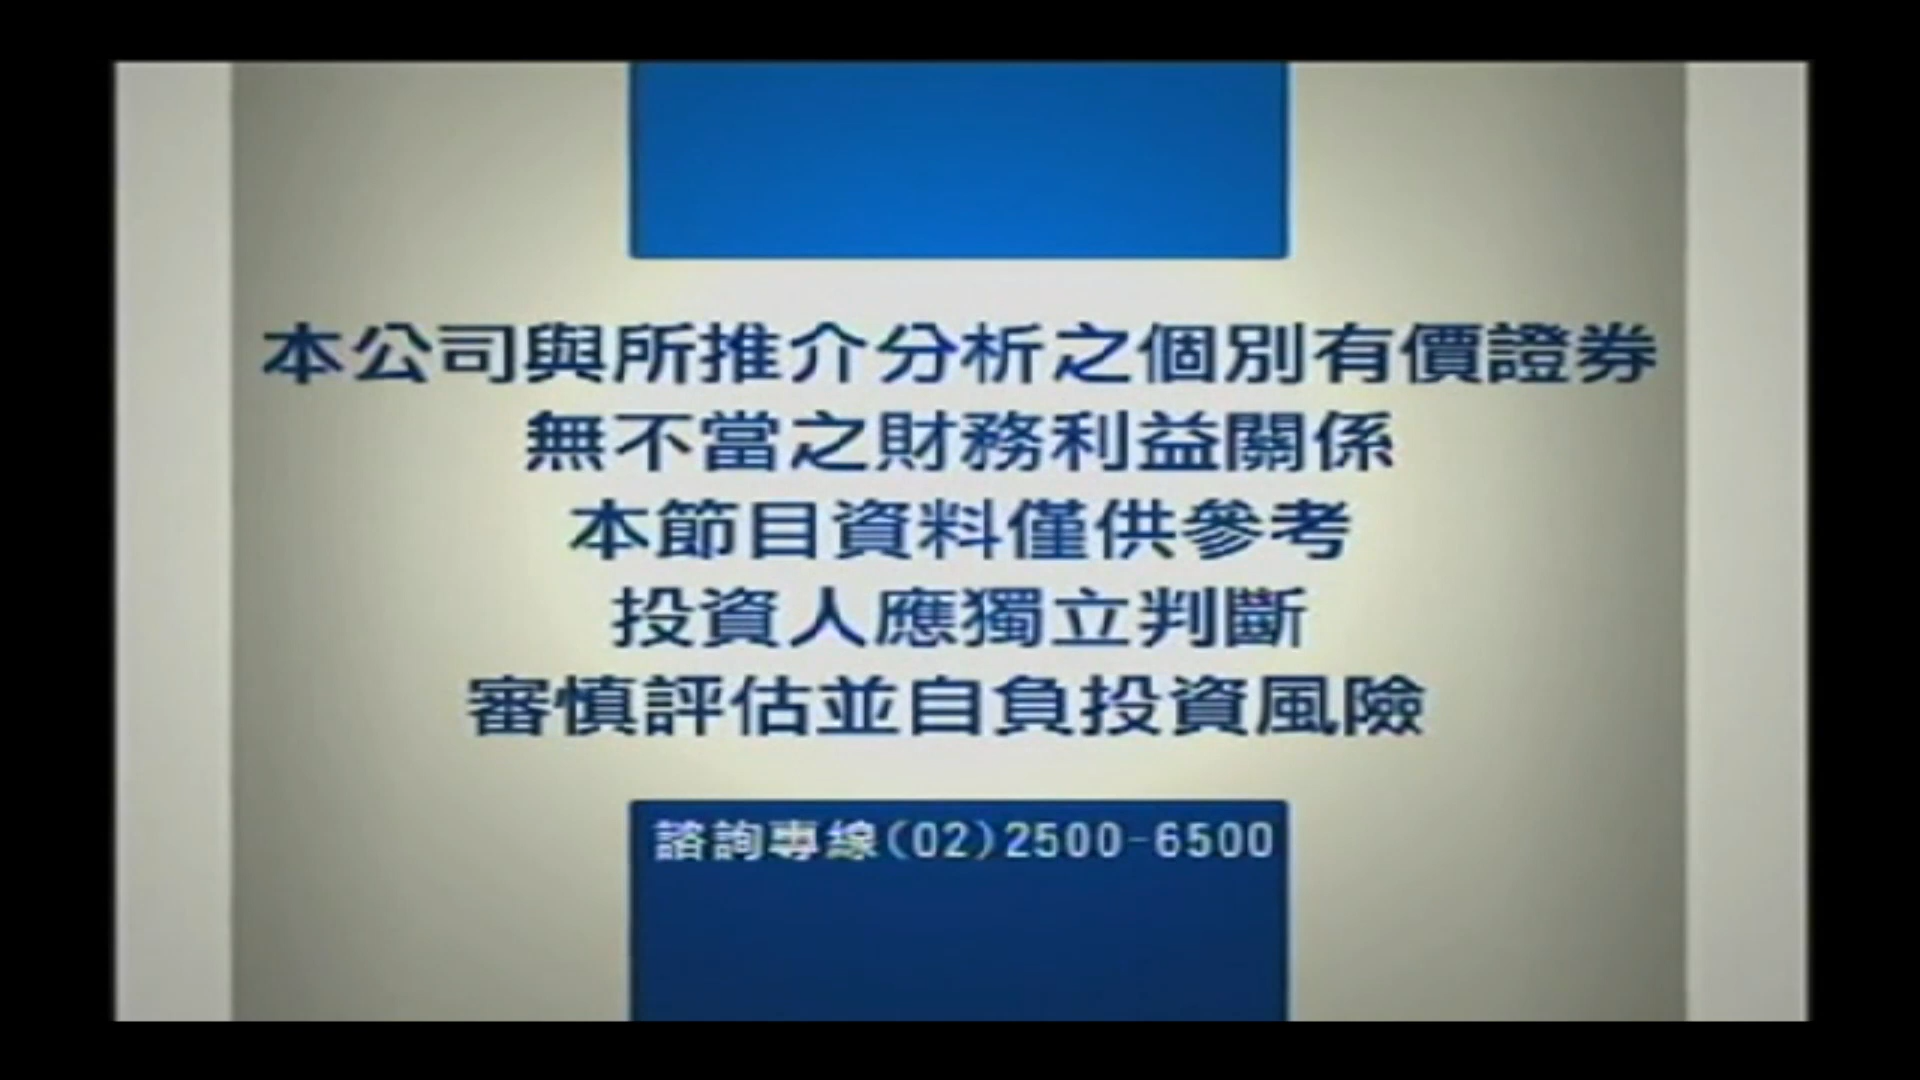 本公司與所推介分析之個別有價證券
無不當之財務利益關係
本節目資料僅供參考
投資人應獨立判斷
審慎評估並自負投資風險
諮詢專線(02)2500-6500